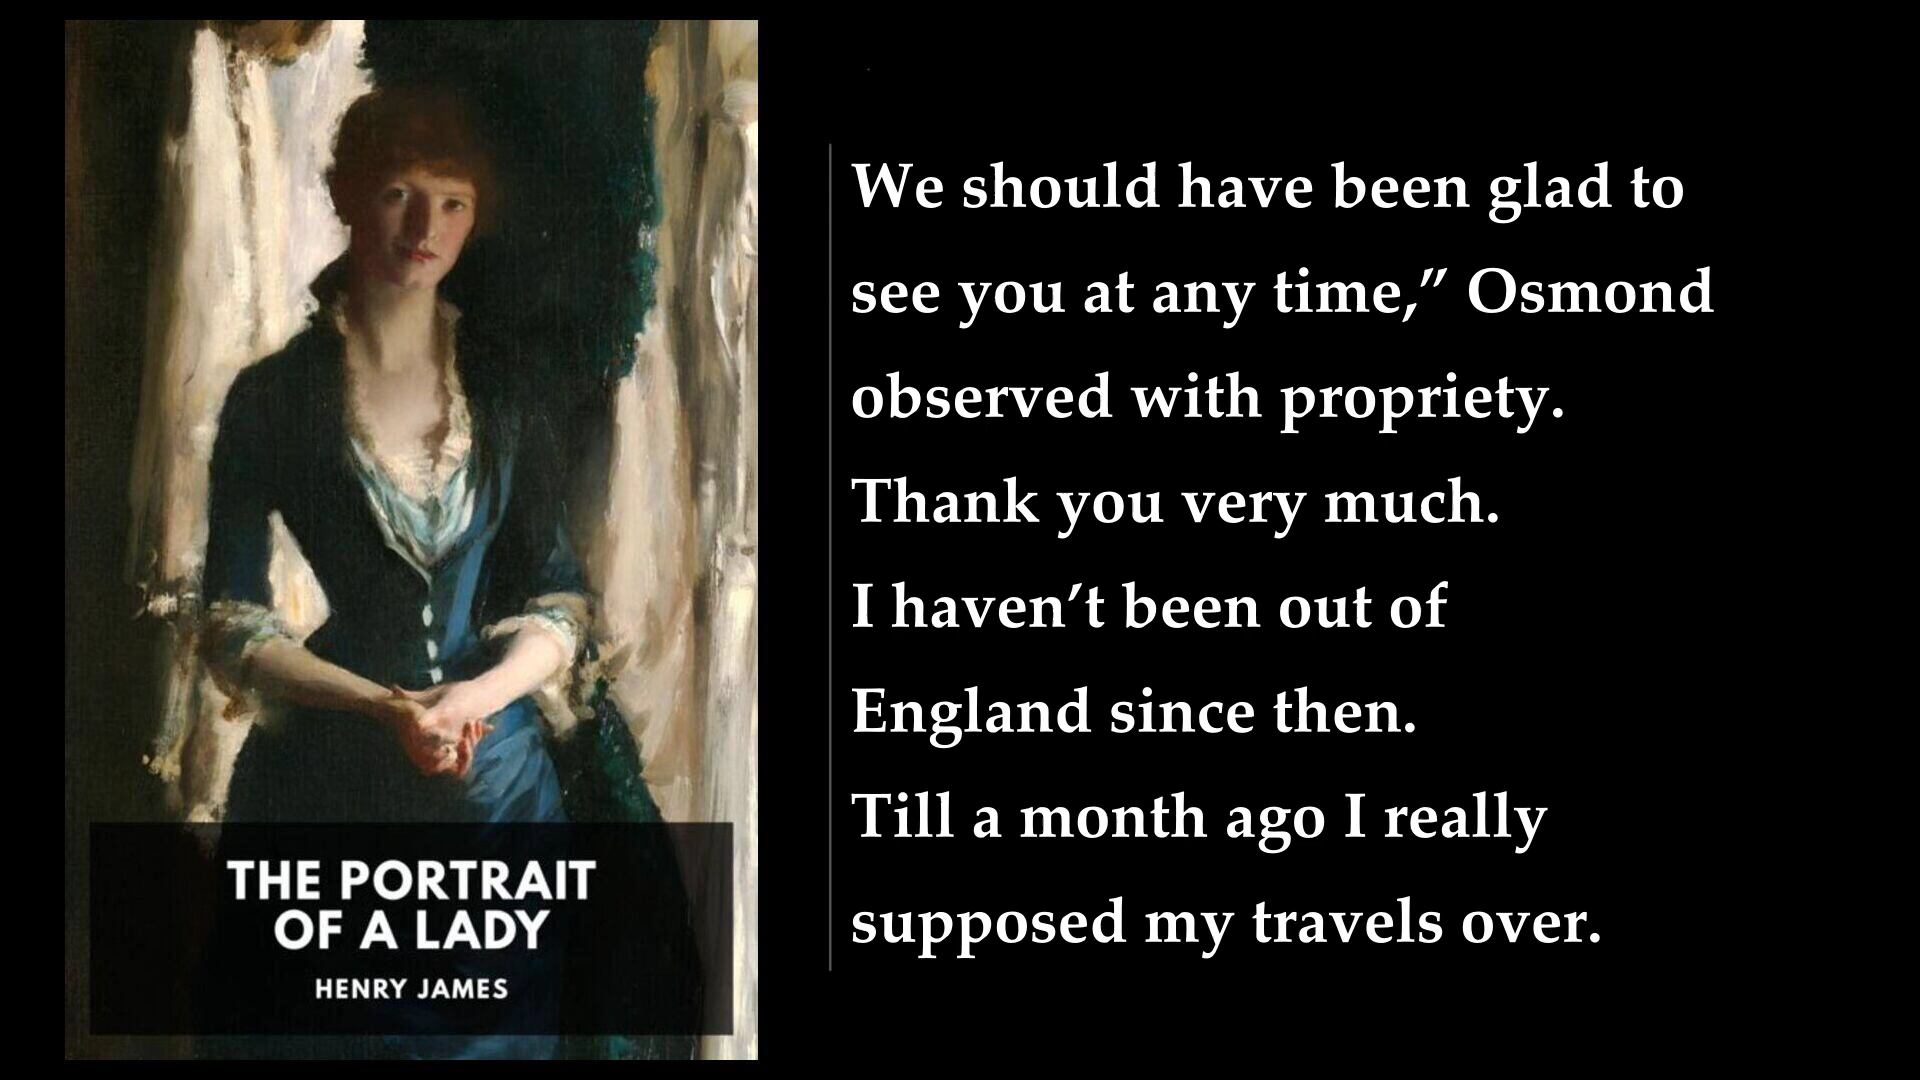 THE PORTRAIT
OF A LADY
HENRY JAMES
We should have been glad to
see you at any time,” Osmond
observed with propriety.
Thank you very much.
I haven’t been out of
England since then.
Till a month ago I really
supposed my travels over.